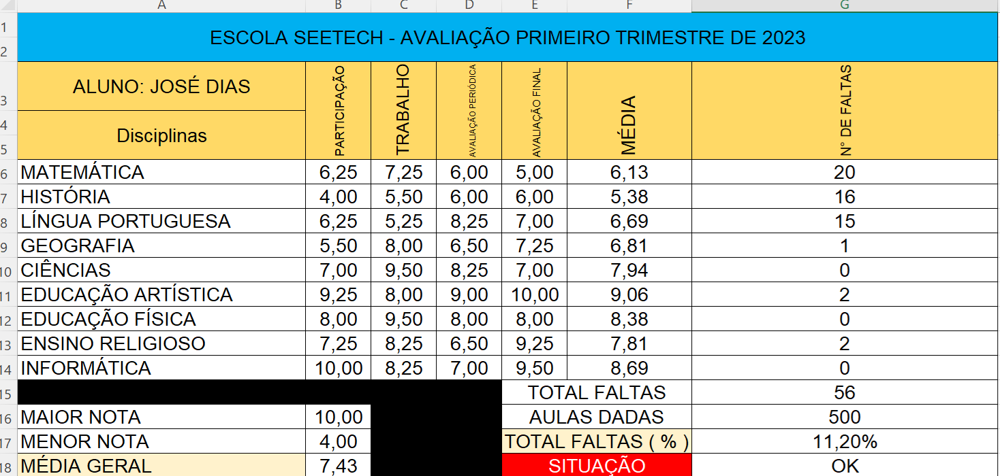 A B C D E F G
1
2 ESCOLA SEETECH - AVALIAÇÃO PRIMEIRO TRIMESTRE DE 2023
3 ALUNO: JOSÉ DIAS PARTICIPAÇÃO TRABALHO AVALIAÇÃO PERIÓDICA AVALIAÇÃO FINAL MÉDIA N° DE FALTAS
4
5 Disciplinas
6 MATEMÁTICA 6,25 7,25 6,00 5,00 6,13 20
7 HISTÓRIA 4,00 5,50 6,00 6,00 5,38 16
8 LÍNGUA PORTUGUESA 6,25 5,25 8,25 7,00 6,69 15
9 GEOGRAFIA 5,50 8,00 6,50 7,25 6,81 1
10 CIÊNCIAS 7,00 9,50 8,25 7,00 7,94 0
11 EDUCAÇÃO ARTÍSTICA 9,25 8,00 9,00 10,00 9,06 2
12 EDUCAÇÃO FÍSICA 8,00 9,50 8,00 8,00 8,38 0
13 ENSINO RELIGIOSO 7,25 8,25 6,50 9,25 7,81 2
14 INFORMÁTICA 10,00 8,25 7,00 9,50 8,69 0
15 TOTAL FALTAS 56
16 MAIOR NOTA 10,00 AULAS DADAS 500
17 MENOR NOTA 4,00 TOTAL FALTAS ( % ) 11,20%
18 MÉDIA GERAL 7,43 SITUAÇÃO OK